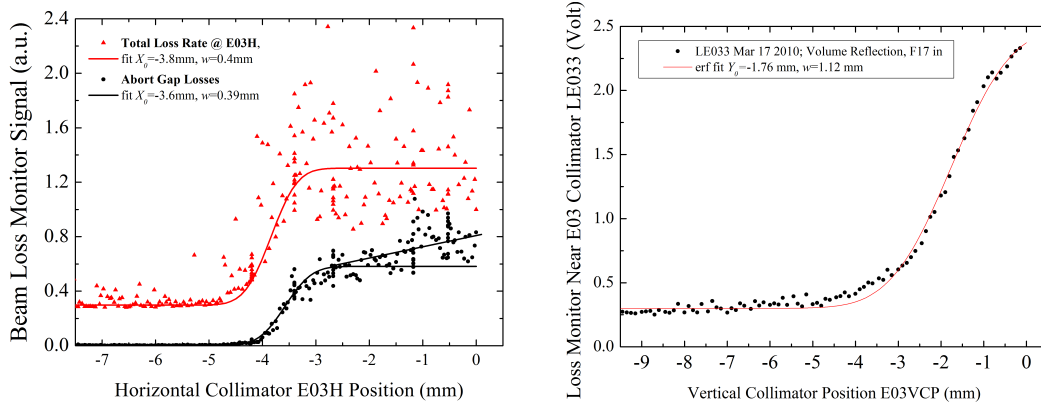 Total Loss Rate @ E03H,
fit X₀=-3.8mm, w=0.4mm
Abort Gap Losses
fit X₀=-3.6mm, w=0.39mm
Beam Loss Monitor Signal (a.u.)
2.4
2.0
1.6
1.2
0.8
0.4
0.0
-7 -6 -5 -4 -3 -2 -1 0
Horizontal Collimator E03H Position (mm)
LE033 Mar 17 2010; Volume Reflection, F17 in
erf fit Y₀=-1.76 mm, w=1.12 mm
Loss Monitor Near E03 Collimator LE033 (Volt)
2.5
2.0
1.5
1.0
0.5
0.0
-9 -8 -7 -6 -5 -4 -3 -2 -1 0
Vertical Collimator Position E03VCP (mm)